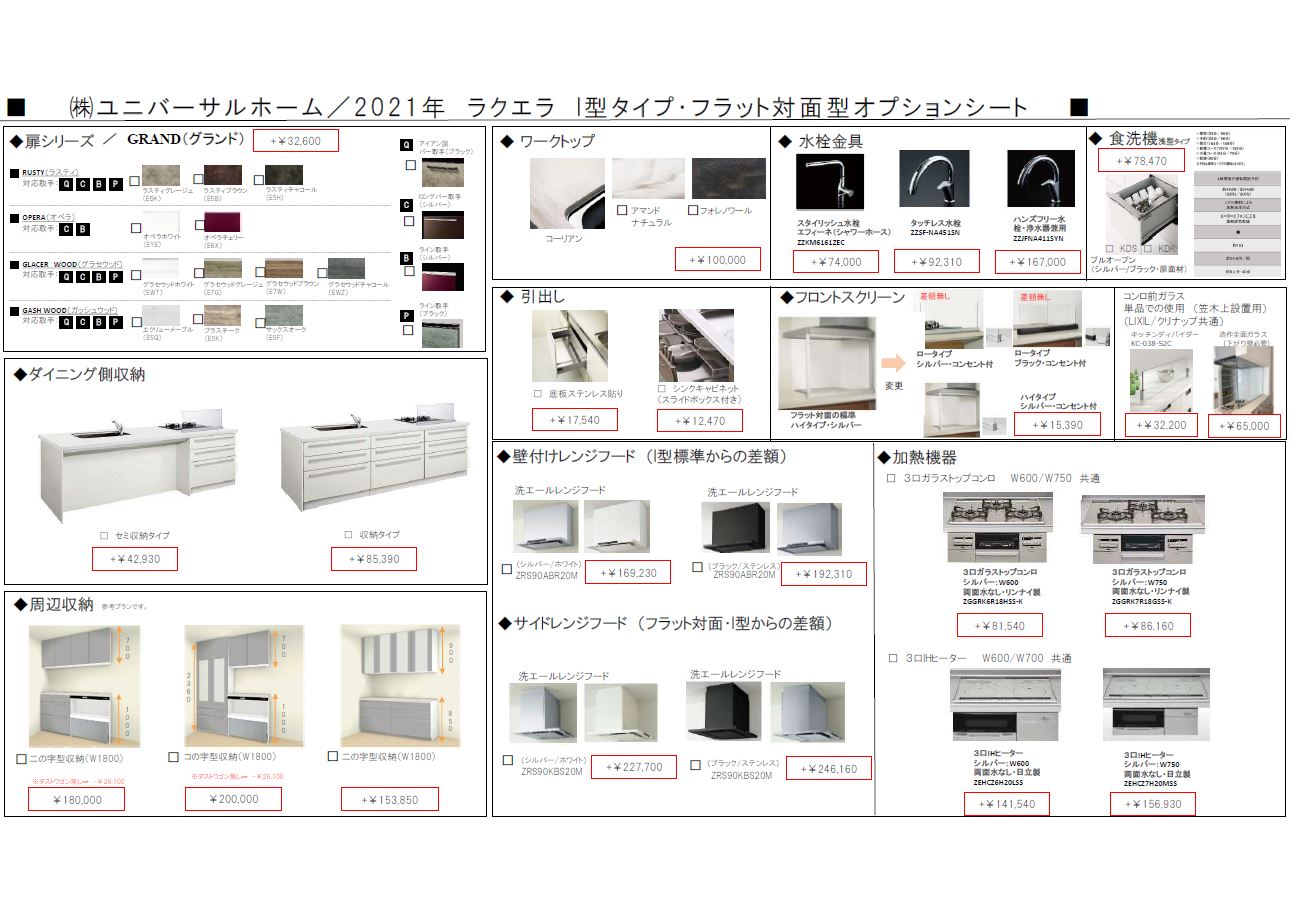 ■ ㈱ユニバーサルホーム／2021年 ラクエラ I型タイプ・フラット対面型オプションシート ■
◆扉シリーズ ／ GRAND(グランド)
+￥32,600
■ RUSTY(ラスティ)
対応取手: Q C B P
ラスティグレージュ
(E5K)
ラスティブラウン
(E5B)
ラスティチャコール
(E5H)
■ OPERA(オペラ)
対応取手: C B
オペラホワイト
(EYE)
オペラチェリー
(E6X)
■ GLACER WOOD(グラセウッド)
対応取手: Q C B P
グラセウッドホワイト
(EWT)
グラセウッドグレージュ
(E7G)
グラセウッドブラウン
(E7W)
グラセウッドチャコール
(EWZ)
■ GASH WOOD(ガッシュウッド)
対応取手: Q C B P
エクリューメープル
(ESQ)
ブラスチーク
(ESK)
サックスオーク
(ESF)
Q アイアン調
バー取手(ブラック)
C ロングバー取手
(シルバー)
B ライン取手
(シルバー)
P ライン取手
(ブラック)
◆ダイニング側収納
□ セミ収納タイプ
+￥42,930
□ 収納タイプ
+￥85,390
◆周辺収納 参考プランです。
700
1000
□ 二の字型収納(W1800)
※ダストワゴン無し⇒ -￥26,100
￥180,000
2360
700
1000
□ コの字型収納(W1800)
※ダストワゴン無し⇒ -￥26,100
￥200,000
900
850
□ 二の字型収納(W1800)
+￥153,850
◆ ワークトップ
コーリアン
□ アマンド
ナチュラル
□ フォレノワール
+￥100,000
◆ 水栓金具
スタイリッシュ水栓
エフィーネ(シャワーホース)
ZZKM6161ZEC
+￥74,000
タッチレス水栓
ZZSF-NA451SN
+￥92,310
ハンズフリー水
栓・浄水器兼用
ZZJFNA411SYN
+￥167,000
◆ 食洗機浅型タイプ
+￥78,470
□ KDS □ KDK
プルオープン
(シルバー/ブラック・扉面材)
◆ 引出し
□ 底板ステンレス貼り
+￥17,540
□ シンクキャビネット
(スライドボックス付き)
+￥12,470
◆フロントスクリーン
フラット対面の標準
ハイタイプ・シルバー
変更
差額無し
ロータイプ
シルバー・コンセント付
差額無し
ロータイプ
ブラック・コンセント付
ハイタイプ
シルバー・コンセント付
+￥15,390
コンロ前ガラス
単品での使用 (笠木上設置用)
(LIXIL/クリナップ共通)
キッチンディバイダー
KC-038-S2C
+￥32,200
造作全面ガラス
(下がり壁必要)
+￥65,000
◆壁付けレンジフード (I型標準からの差額)
洗エールレンジフード
□ (シルバー/ホワイト)
ZRS90ABR20M
+￥169,230
洗エールレンジフード
□ (ブラック/ステンレス)
ZRS90ABR20M
+￥192,310
◆サイドレンジフード (フラット対面・I型からの差額)
洗エールレンジフード
□ (シルバー/ホワイト)
ZRS90KBS20M
+￥227,700
洗エールレンジフード
□ (ブラック/ステンレス)
ZRS90KBS20M
+￥246,160
◆加熱機器
□ 3口ガラストップコンロ W600/W750 共通
3口ガラストップコンロ
シルバー:W600
両面水なし・リンナイ製
ZGGRK6R18HSS-K
+￥81,540
3口ガラストップコンロ
シルバー:W750
両面水なし・リンナイ製
ZGGRK7R18GSS-K
+￥86,160
□ 3口IHヒーター W600/W700 共通
3口IHヒーター
シルバー:W600
両面水なし・日立製
ZEHCZ6H20LSS
+￥141,540
3口IHヒーター
シルバー:W750
両面水なし・日立製
ZEHCZ7H20MSS
+￥156,930